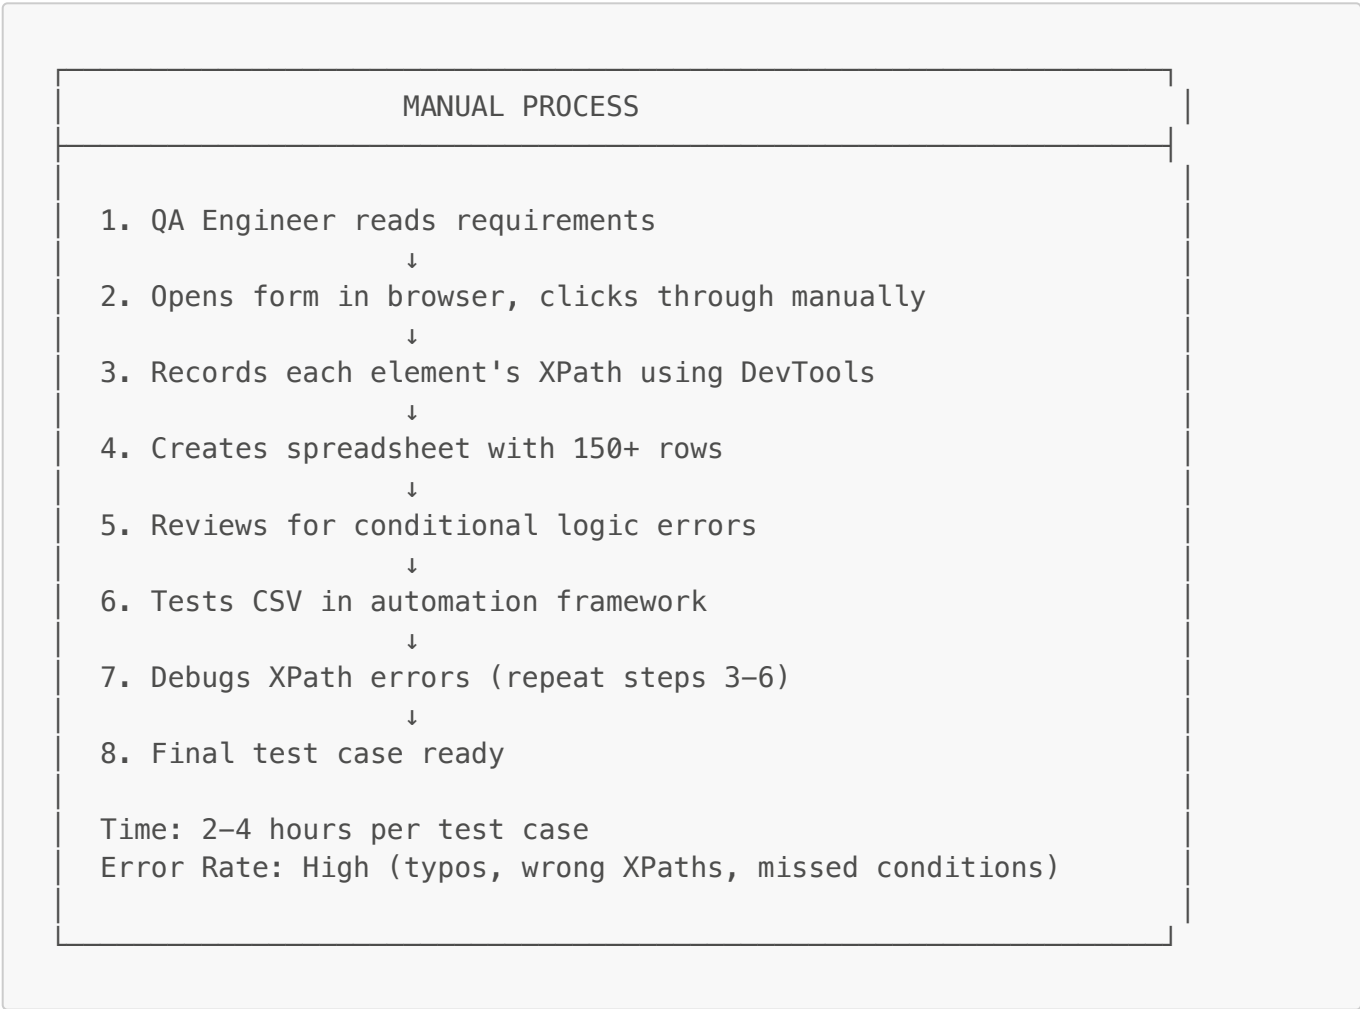 MANUAL PROCESS
1. QA Engineer reads requirements
↓
2. Opens form in browser, clicks through manually
↓
3. Records each element's XPath using DevTools
↓
4. Creates spreadsheet with 150+ rows
↓
5. Reviews for conditional logic errors
↓
6. Tests CSV in automation framework
↓
7. Debugs XPath errors (repeat steps 3–6)
↓
8. Final test case ready
Time: 2–4 hours per test case
Error Rate: High (typos, wrong XPaths, missed conditions)